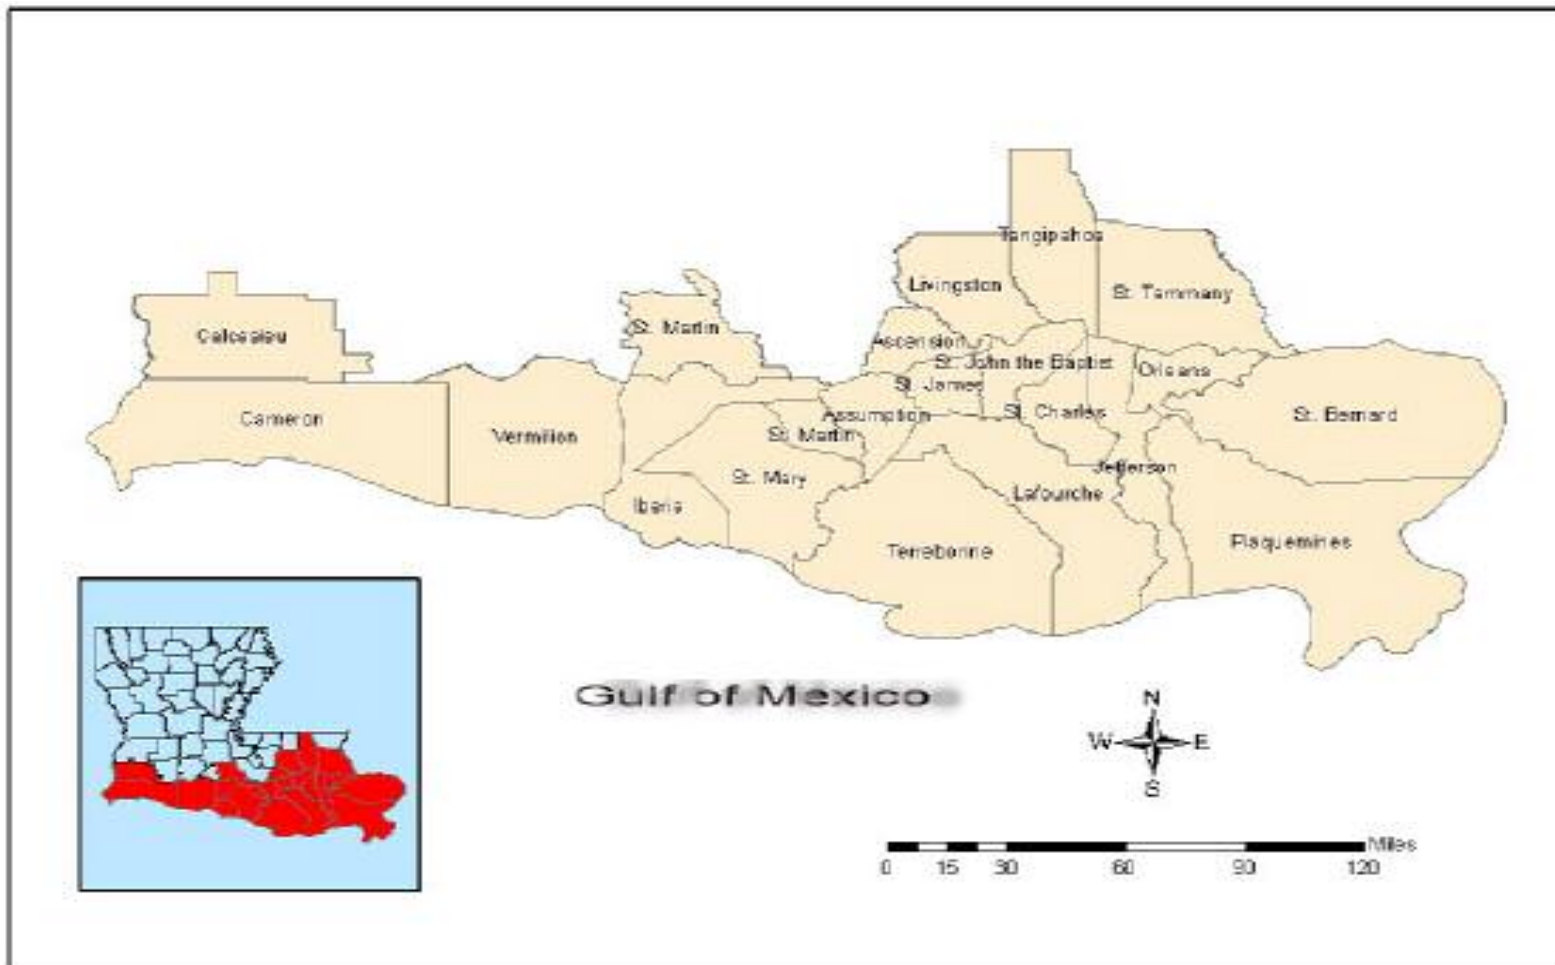 Tangipahoa
Livingston
St. Tammany
St. Martin
Calcasieu
Ascension
St. John the Baptist
Orleans
St. James
Cameron
Assumption
St. Charles
St. Bernard
Vermilion
St. Martin
Jefferson
St. Mary
Lafourche
Iberia
Terrebonne
Plaquemines
Gulf of Mexico
N
W
E
S
Miles
0 15 30 60 90 120